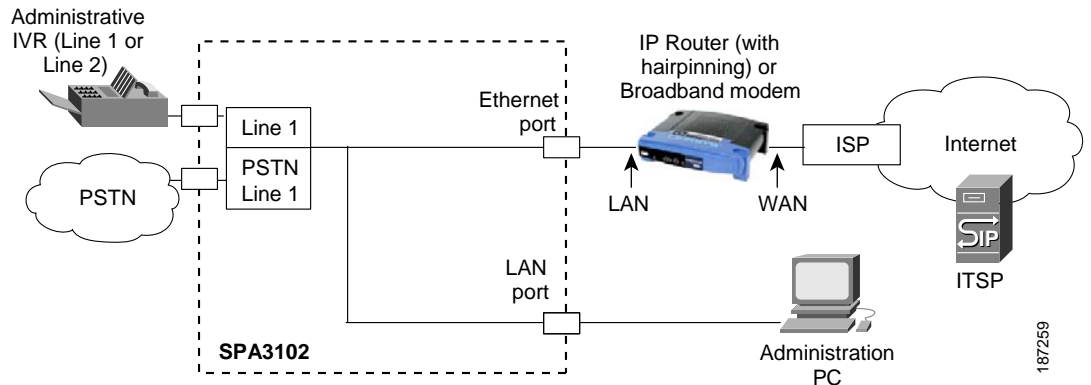 Administrative
IVR (Line 1 or
Line 2)
IP Router (with
hairpinning) or
Broadband modem
Ethernet
port
Line 1
ISP
Internet
PSTN
PSTN
Line 1
LAN
WAN
SIP
ITSP
LAN
port
SPA3102
Administration
PC
187259